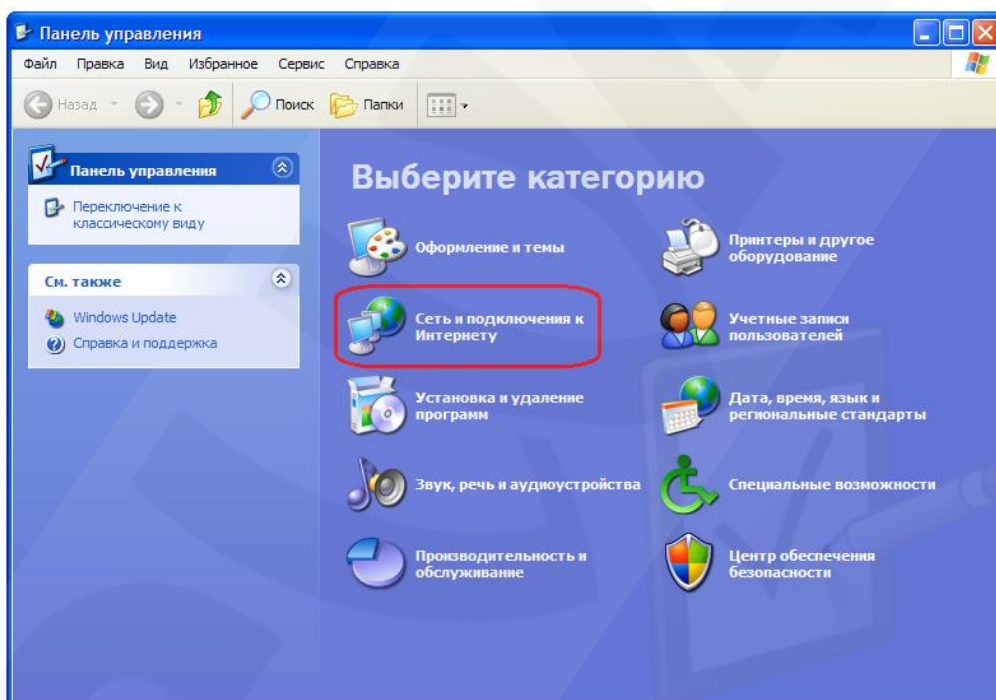 Панель управления
Файл Правка Вид Избранное Сервис Справка
Назад Поиск Папки
Панель управления
Переключение к
классическому виду
См. также
Windows Update
Справка и поддержка
Выберите категорию
Оформление и темы
Принтеры и другое
оборудование
Сеть и подключения к
Интернету
Учетные записи
пользователей
Установка и удаление
программ
Дата, время, язык и
региональные стандарты
Звук, речь и аудиоустройства
Специальные возможности
Производительность и
обслуживание
Центр обеспечения
безопасности